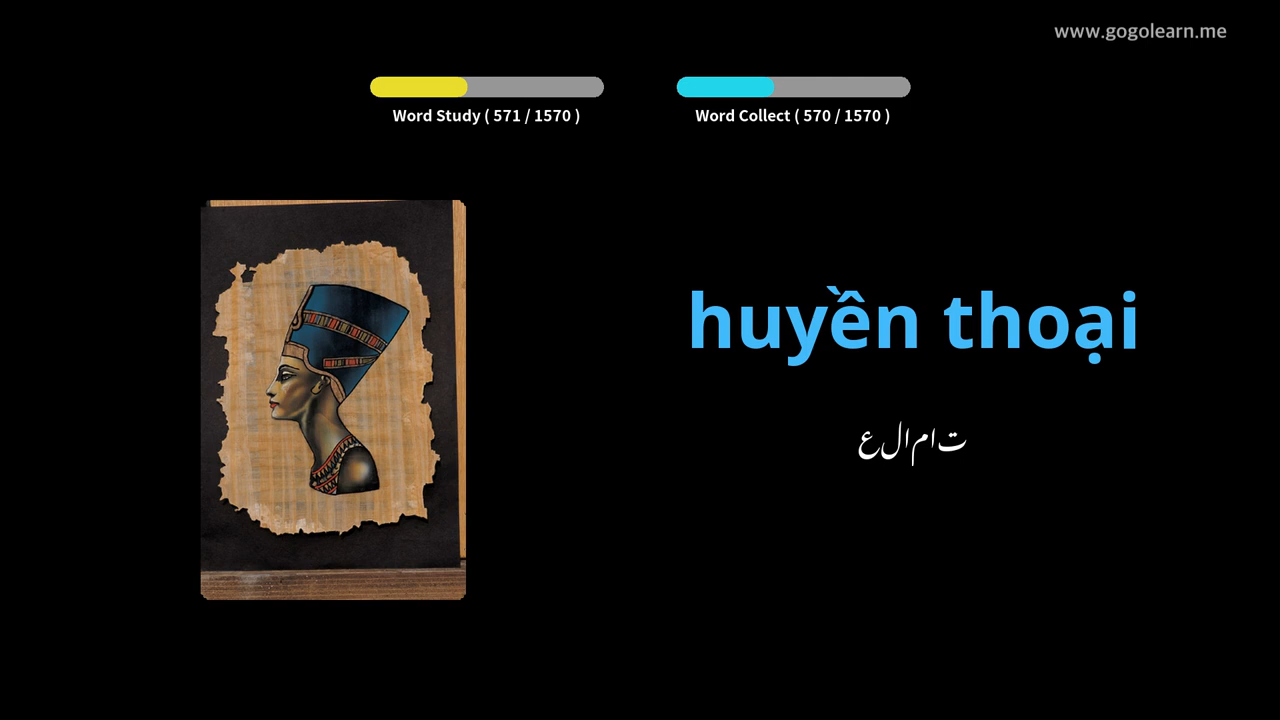 www.gogolearn.me
Word Study ( 571 / 1570 )
Word Collect ( 570 / 1570 )
huyền thoại
علامات